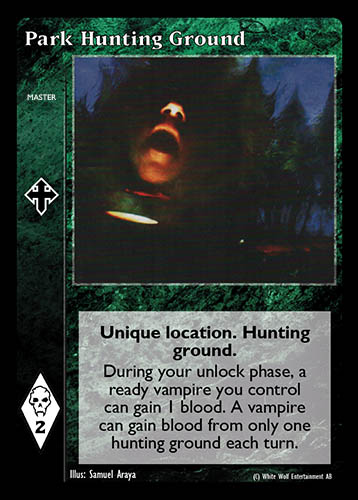 Park Hunting Ground
MASTER
Unique location. Hunting
ground.
During your unlock phase, a
ready vampire you control
can gain 1 blood. A vampire
can gain blood from only one
hunting ground each turn.
2
Illus: Samuel Araya
(C) White Wolf Entertainment AB